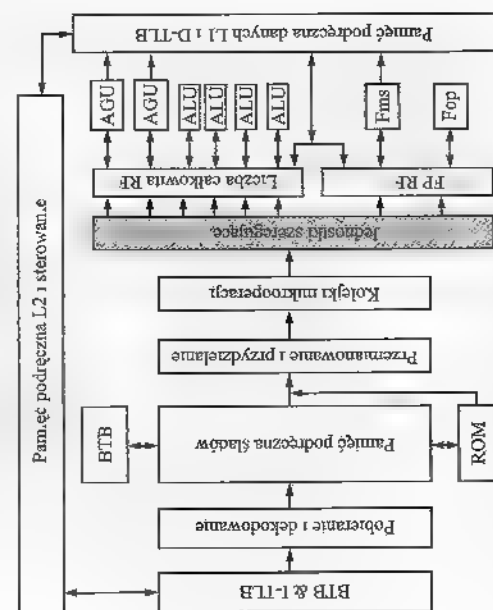 Pamięć podręczna danych L1 i D-TLB
AGU
AGU
ALU
ALU
ALU
ALU
Fms
Fop
Liczba całkowita RF
FP RF
Jednostki szeregujące
Kolejki mikrooperacji
Przemianowanie i przydzielanie
BTB
Pamięć podręczna śladów
ROM
Pobieranie i dekodowanie
BTB & I-TLB
Pamięć podręczna L2 i sterowanie